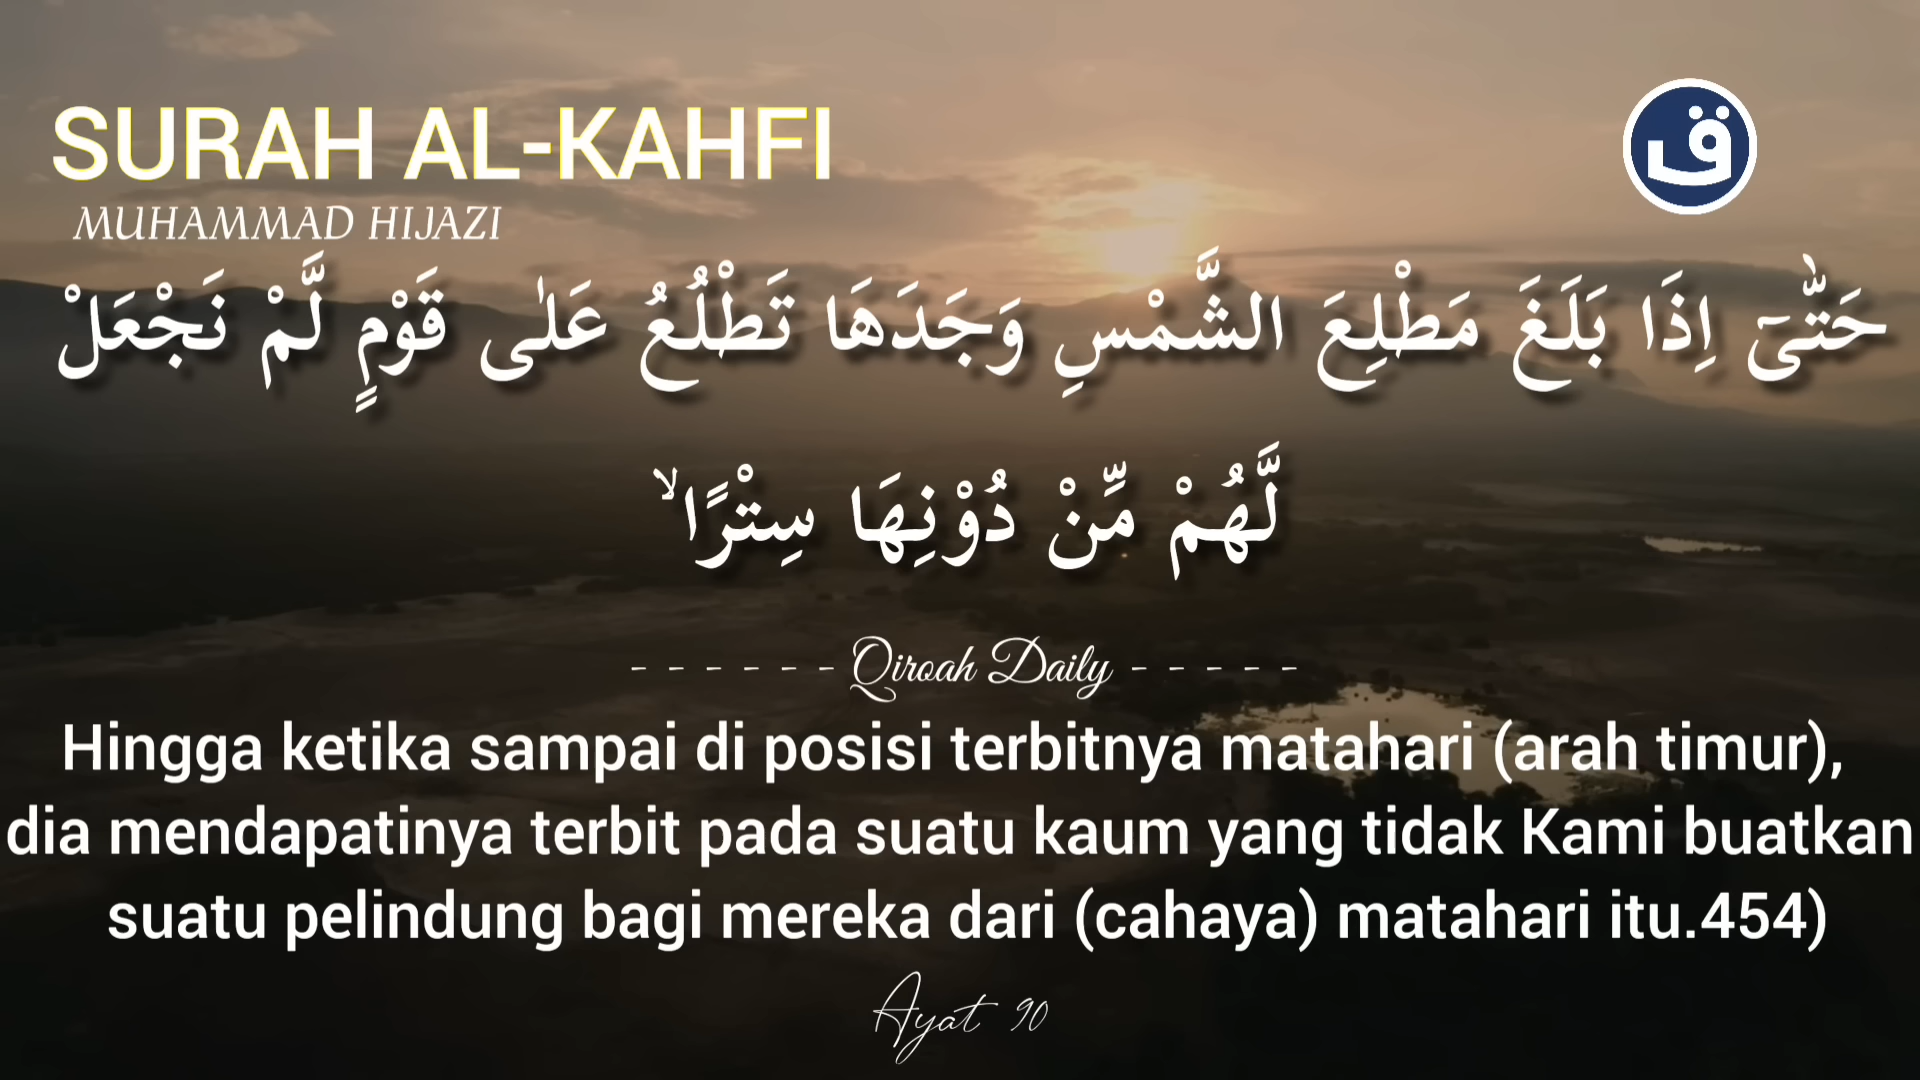 SURAH AL-KAHFI
ق
MUHAMMAD HIJAZI
حَتّٰىٓ اِذَا بَلَغَ مَطْلِعَ الشَّمْسِ وَجَدَهَا تَطْلُعُ عَلٰى قَوْمٍ لَّمْ نَجْعَلْ
لَّهُمْ مِّنْ دُوْنِهَا سِتْرًا ۙ
- - - - - - Qiroah Daily - - - - -
Hingga ketika sampai di posisi terbitnya matahari (arah timur),
dia mendapatinya terbit pada suatu kaum yang tidak Kami buatkan
suatu pelindung bagi mereka dari (cahaya) matahari itu.454)
Ayat 90